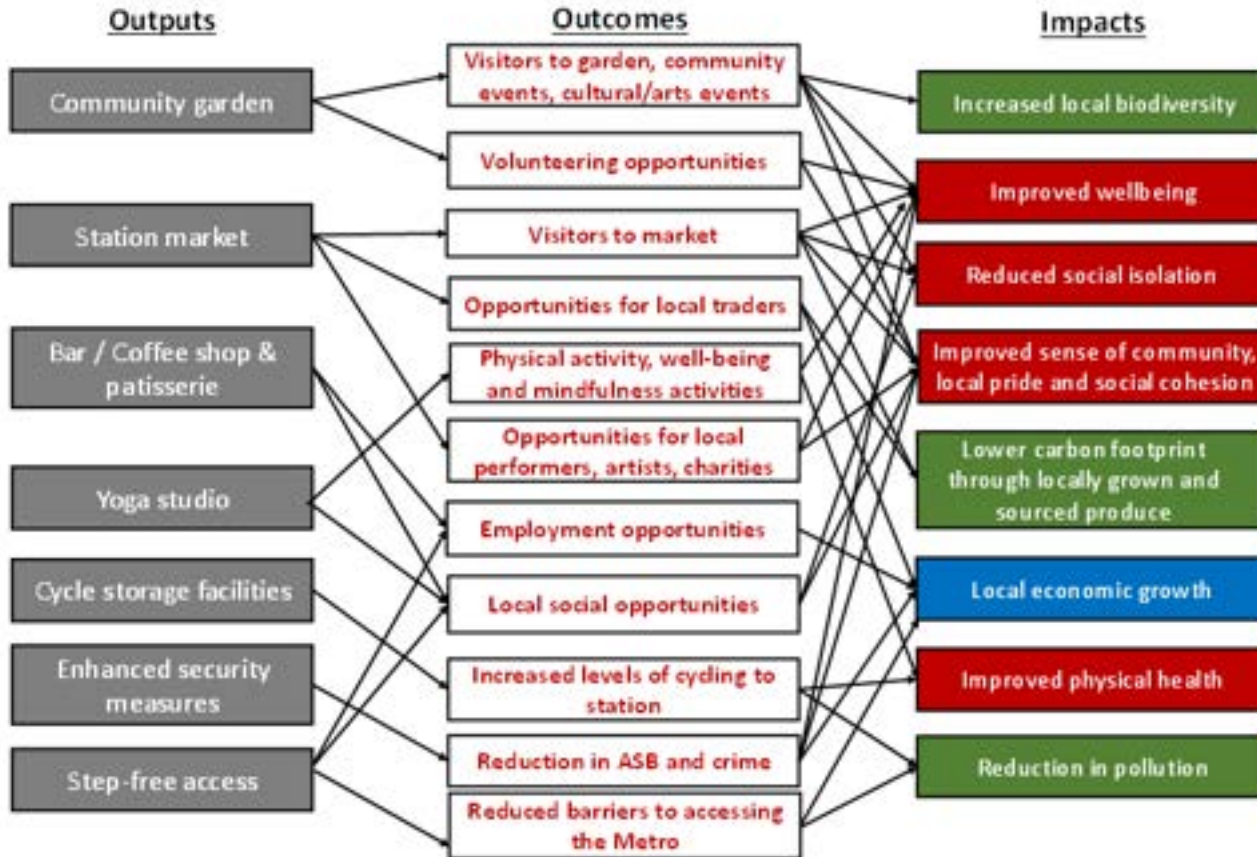 Outputs
Outcomes
Impacts
Community garden
Station market
Bar / Coffee shop &
patisserie
Yoga studio
Cycle storage facilities
Enhanced security
measures
Step-free access
Visitors to garden, community
events, cultural/arts events
Volunteering opportunities
Visitors to market
Opportunities for local traders
Physical activity, well-being
and mindfulness activities
Opportunities for local
performers, artists, charities
Employment opportunities
Local social opportunities
Increased levels of cycling to
station
Reduction in ASB and crime
Reduced barriers to accessing
the Metro
Increased local biodiversity
Improved wellbeing
Reduced social isolation
Improved sense of community,
local pride and social cohesion
Lower carbon footprint
through locally grown and
sourced produce
Local economic growth
Improved physical health
Reduction in pollution